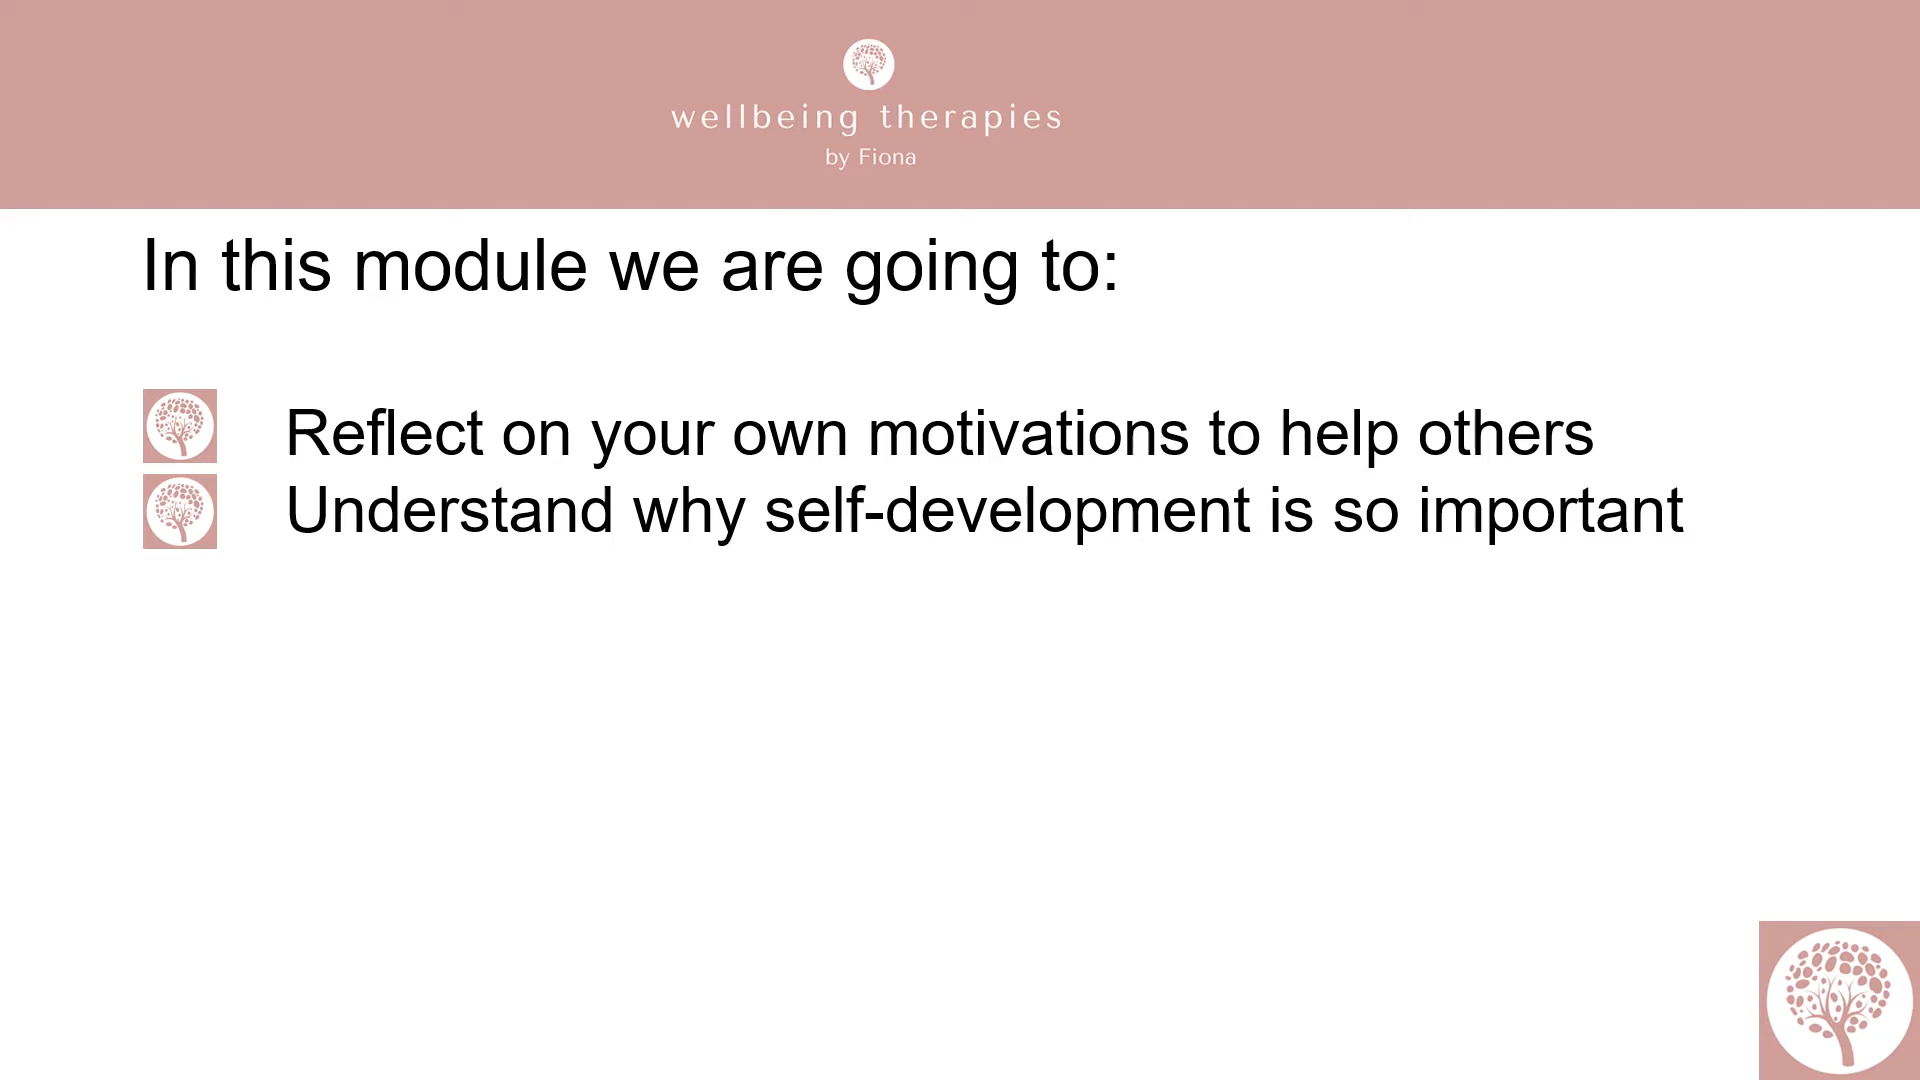 wellbeing therapies
by Fiona
In this module we are going to:
Reflect on your own motivations to help others
Understand why self-development is so important